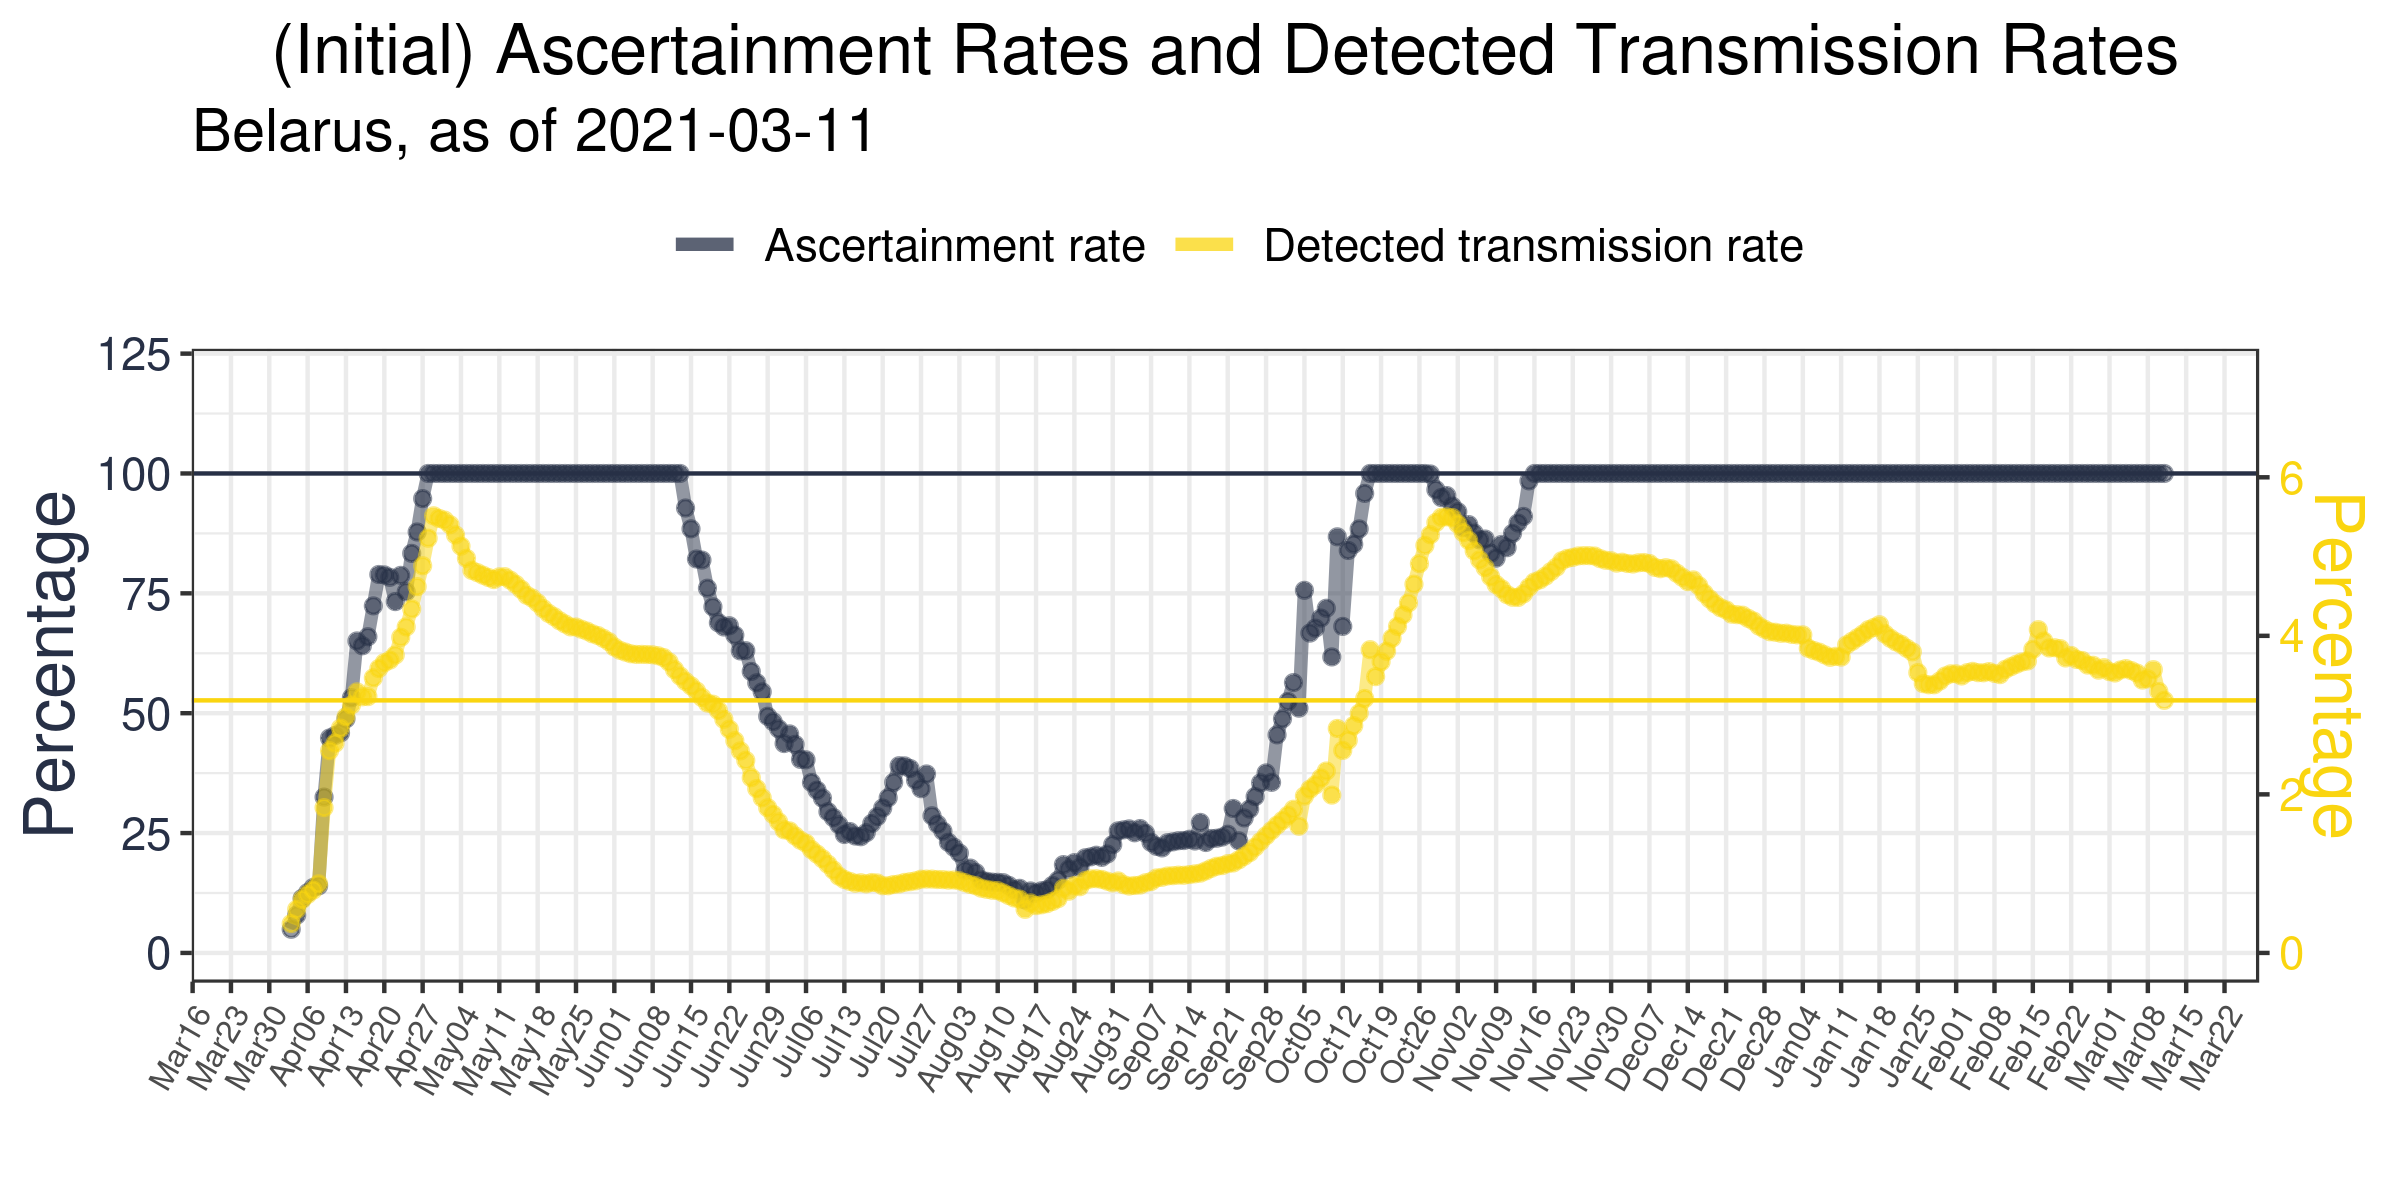 (Initial) Ascertainment Rates and Detected Transmission Rates
Belarus, as of 2021-03-11
Ascertainment rate
Detected transmission rate
Percentage
125
100
75
50
25
0
6
4
2
0
Percentage
Mar16
Mar23
Mar30
Apr06
Apr13
Apr20
Apr27
May04
May11
May18
May25
Jun01
Jun08
Jun15
Jun22
Jun29
Jul06
Jul13
Jul20
Jul27
Aug03
Aug10
Aug17
Aug24
Aug31
Sep07
Sep14
Sep21
Sep28
Oct05
Oct12
Oct19
Oct26
Nov02
Nov09
Nov16
Nov23
Nov30
Dec07
Dec14
Dec21
Dec28
Jan04
Jan11
Jan18
Jan25
Feb01
Feb08
Feb15
Feb22
Mar01
Mar08
Mar15
Mar22